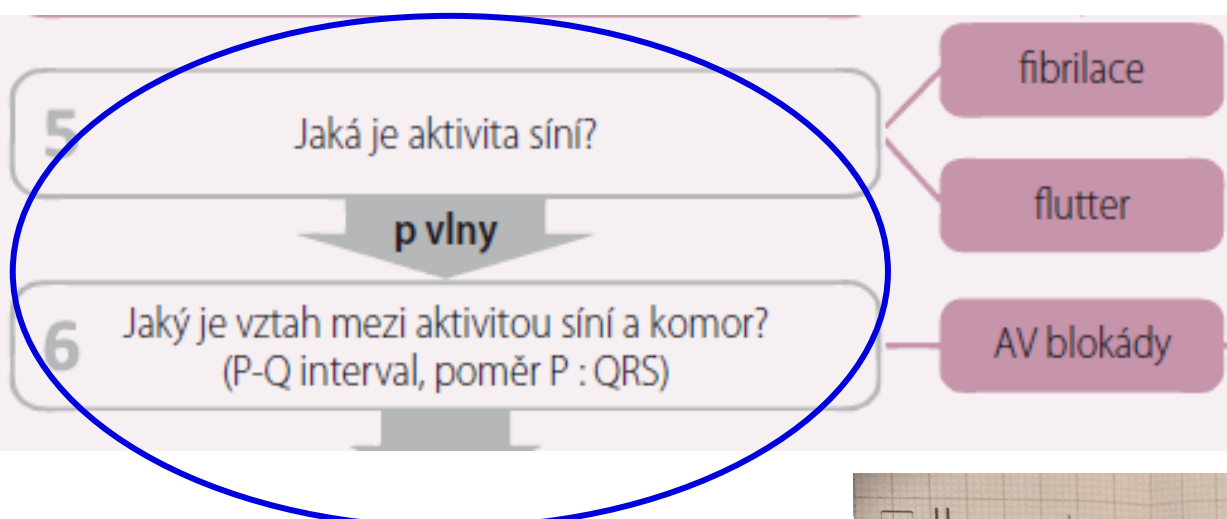 5
Jaká je aktivita síní?
fibrilace
flutter
p vlny
6
Jaký je vztah mezi aktivitou síní a komor?
(P-Q interval, poměr P : QRS)
AV blokády